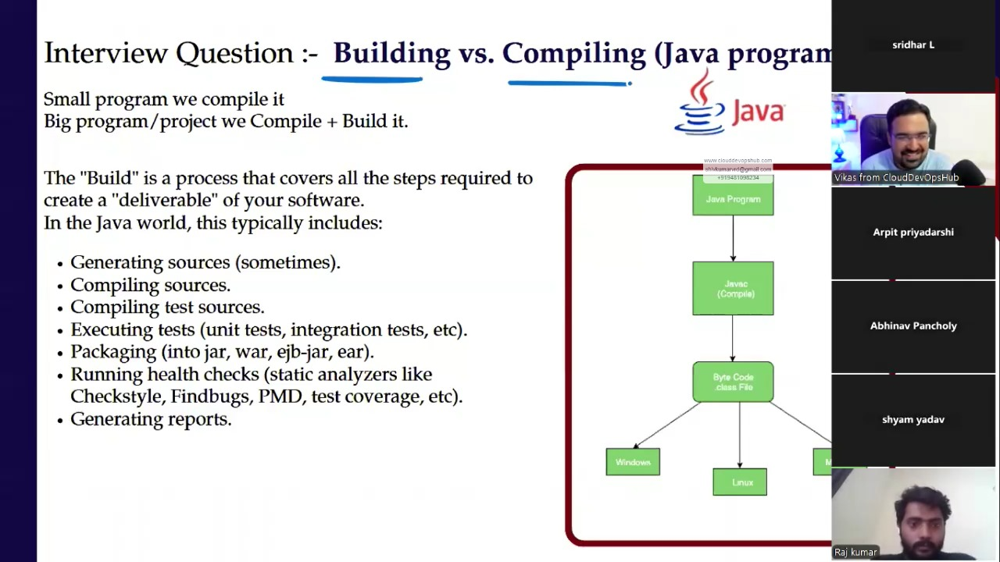 Interview Question :- Building vs. Compiling (Java program
Small program we compile it
Big program/project we Compile + Build it.
Java
The "Build" is a process that covers all the steps required to
create a "deliverable" of your software.
In the Java world, this typically includes:
• Generating sources (sometimes).
• Compiling sources.
• Compiling test sources.
• Executing tests (unit tests, integration tests, etc).
• Packaging (into jar, war, ejb-jar, ear).
• Running health checks (static analyzers like
Checkstyle, Findbugs, PMD, test coverage, etc).
• Generating reports.
www.clouddevopshub.com
shivkumarvrd@gmail.com
+919481098234
Java Program
Javac
(Compile)
Byte Code
.class File
Windows
Linux
M
sridhar L
Vikas from CloudDevOpsHub
Arpit priyadarshi
Abhinav Pancholy
shyam yadav
Raj kumar